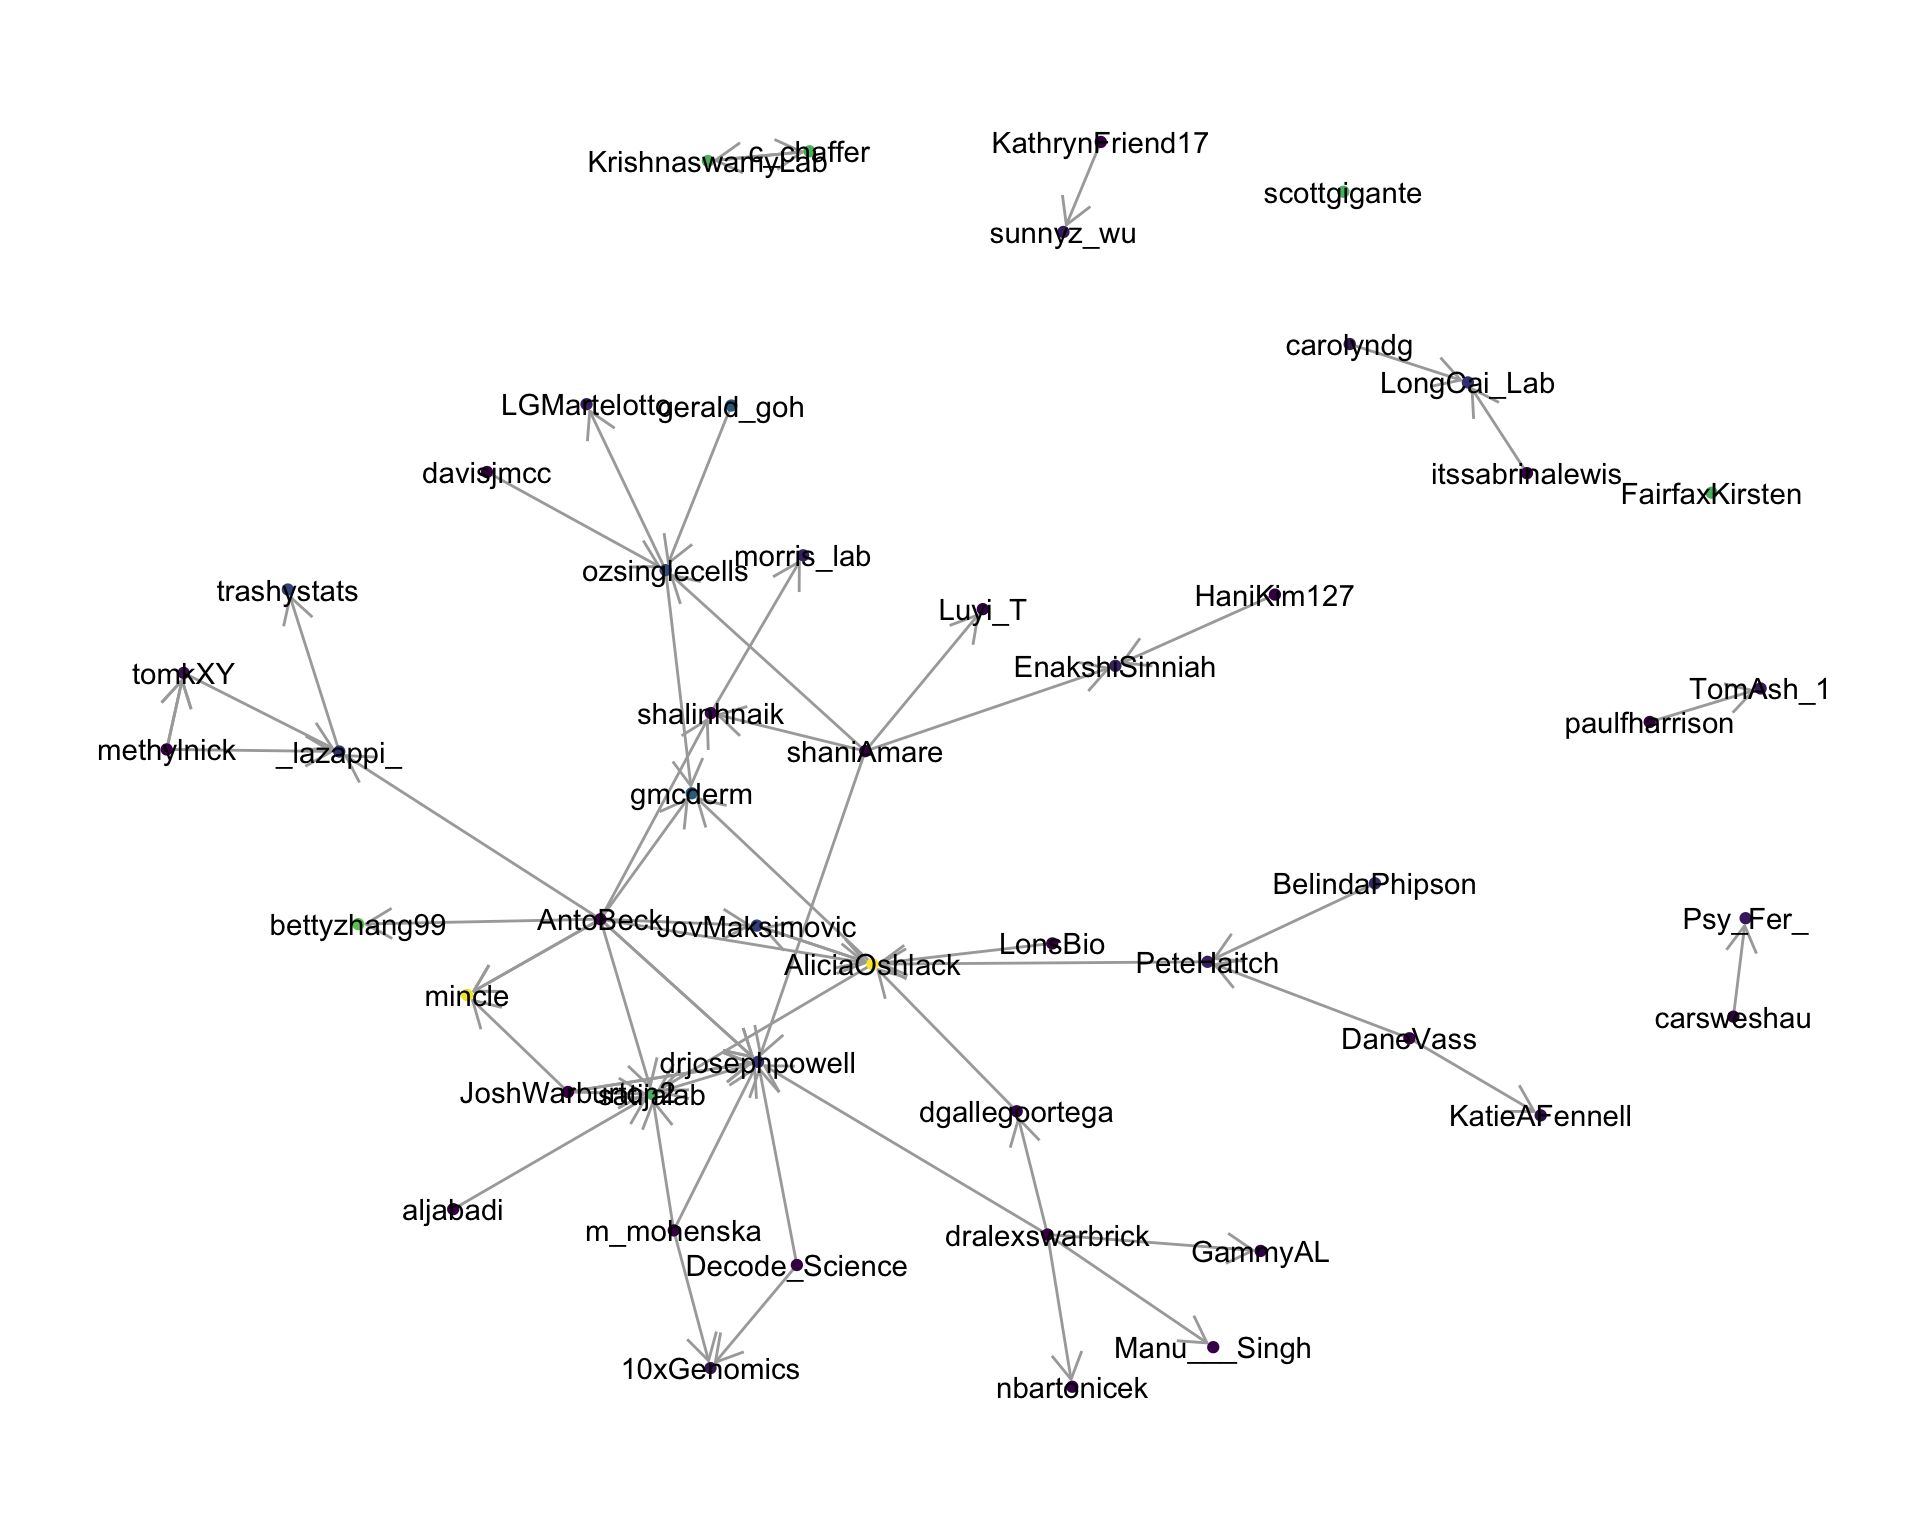 KathrynFriend17
c_chaffer
KrishnaswamyLab
scottgigante
sunnyz_wu
carolyndg
LongCai_Lab
LGMartelotto
gerald_goh
davisjmcc
itssabrinalewis
FairfaxKirsten
morris_lab
ozsinglecells
trashystats
HaniKim127
Luyi_T
EnakshiSinniah
tomkXY
TomAsh_1
shalinhnaik
paulfharrison
methylnick
_lazappi_
shaniAmare
gmcderm
BelindaPhipson
Psy_Fer_
bettyzhang99
AntoBeck
JovMaksimovic
LonsBio
AliciaOshlack
PeteHaitch
mincle
carsweshau
DaneVass
drjosephpowell
JoshWarburton2
satijalab
dgallegoortega
KatieAFennell
aljabadi
m_mohenska
dralexswarbrick
GammyAL
Decode_Science
Manu___Singh
10xGenomics
nbartonicek